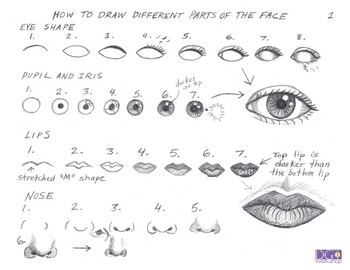 HOW TO DRAW DIFFERENT PARTS OF THE FACE 1
EYE SHAPE
1. 2. 3. 4. 5. 6. 7. 8.
PUPIL AND IRIS
darker at top
1. 2. 3. 4. 5. 6. 7.
LIPS
1. 2. 3. 4. 5. 6. 7.
Top lip is
darker than
the bottom lip
stretched "M" shape
NOSE
1. 2. 3. 4. 5.
6.
DGO